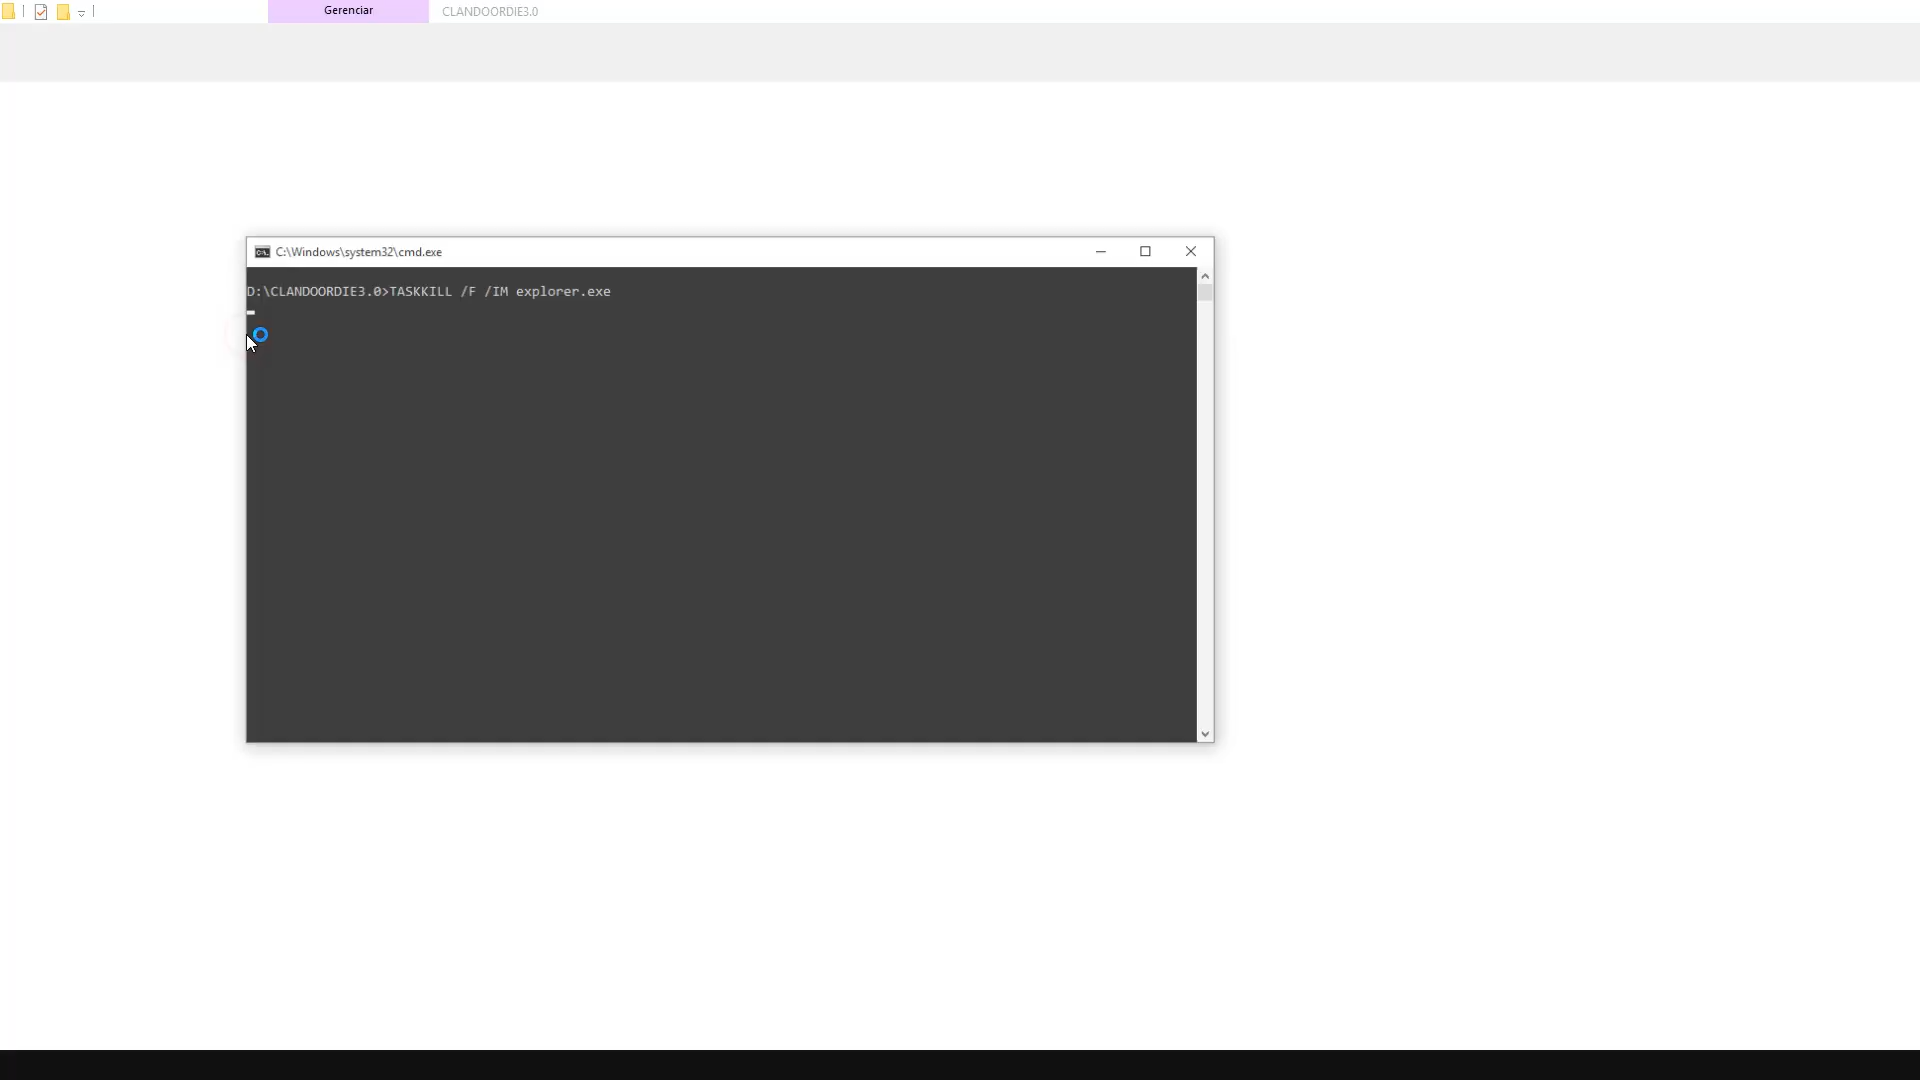 Gerenciar
CLANDOORDIE3.0
C:\Windows\system32\cmd.exe
D:\CLANDOORDIE3.0>TASKKILL /F /IM explorer.exe